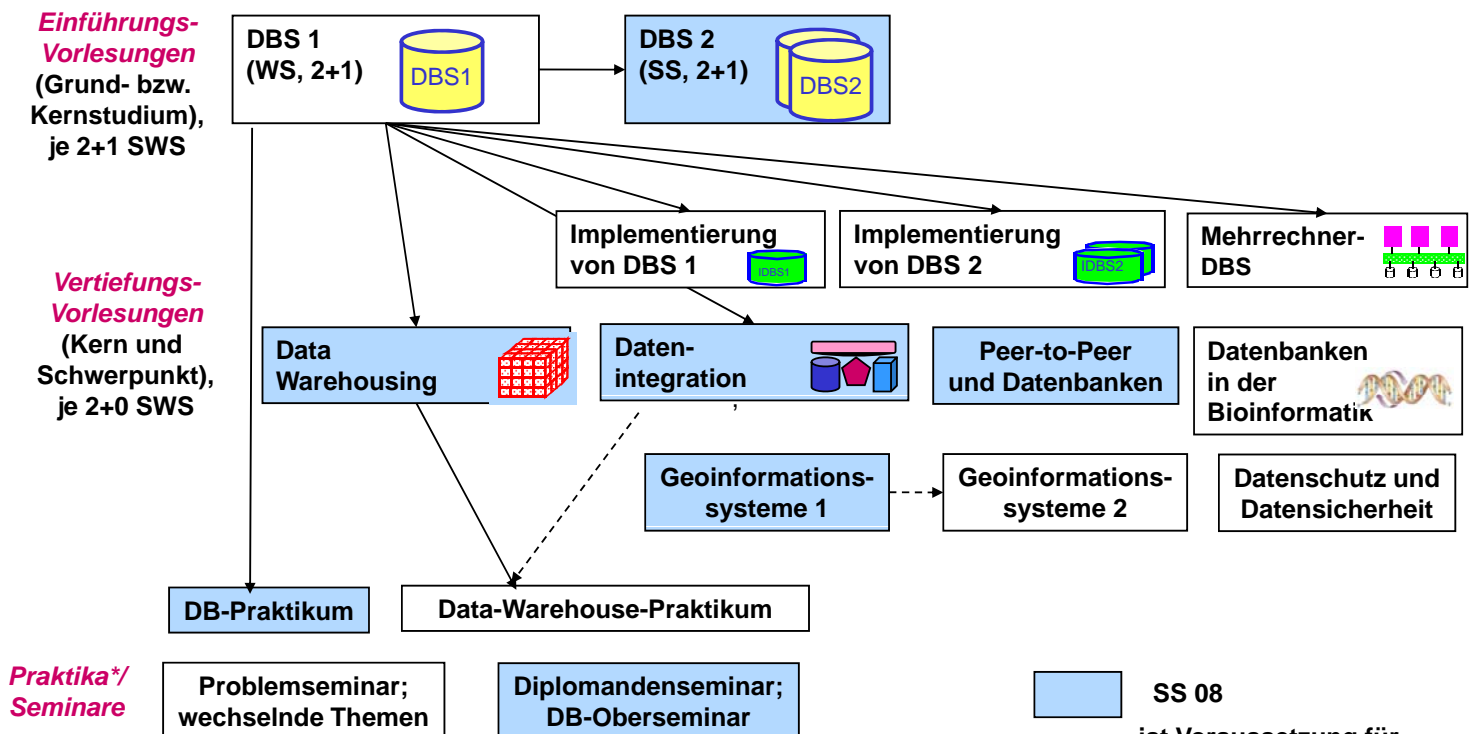 Einführungs-
Vorlesungen
(Grund- bzw.
Kernstudium),
je 2+1 SWS
DBS 1
(WS, 2+1)
DBS1
DBS 2
(SS, 2+1)
DBS2
Vertiefungs-
Vorlesungen
(Kern und
Schwerpunkt),
je 2+0 SWS
Implementierung
von DBS 1
IDBS1
Implementierung
von DBS 2
IDBS2
Mehrrechner-
DBS
Data
Warehousing
Daten-
integration
,
Peer-to-Peer
und Datenbanken
Datenbanken
in der
Bioinformatik
Geoinformations-
systeme 1
Geoinformations-
systeme 2
Datenschutz und
Datensicherheit
DB-Praktikum
Data-Warehouse-Praktikum
Praktika*/
Seminare
Problemseminar;
wechselnde Themen
Diplomandenseminar;
DB-Oberseminar
SS 08
ist Voraussetzung für